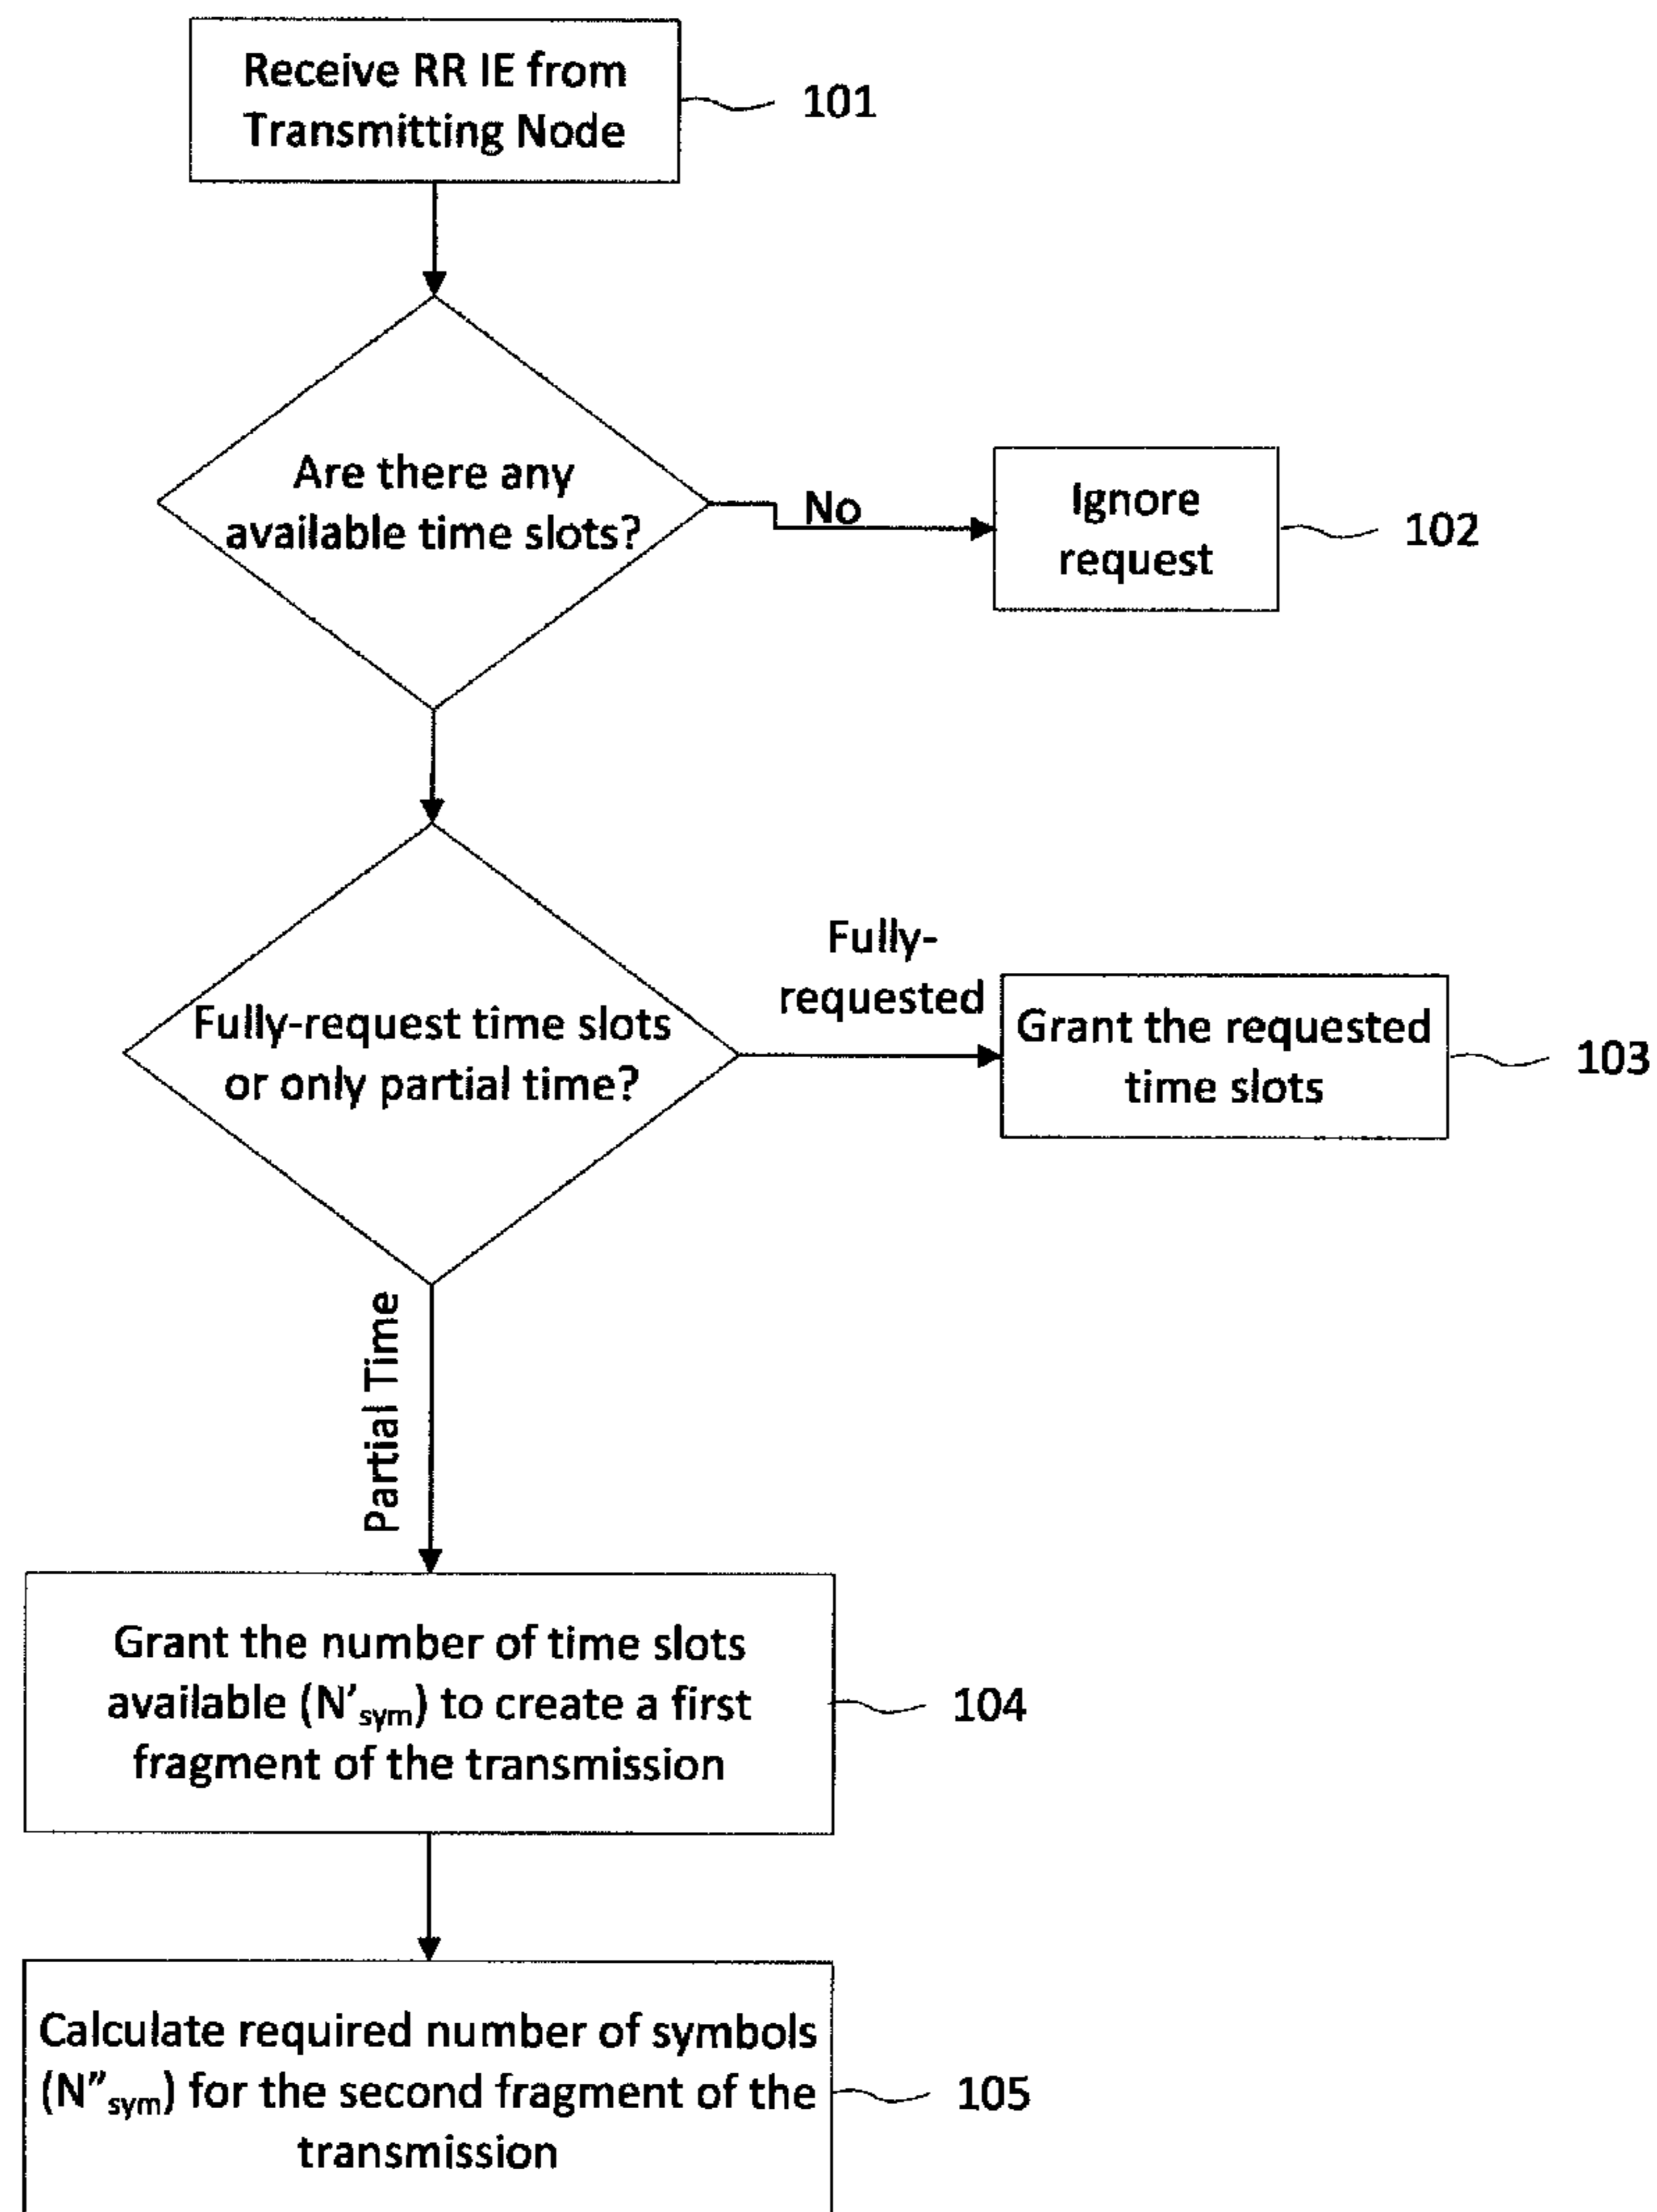 Receive RR IE from
Transmitting Node
101
Are there any
available time slots?
No
Ignore
request
102
Fully-request time slots
or only partial time?
Fully-
requested
Grant the requested
time slots
103
Partial Time
Grant the number of time slots
available (N'sym) to create a first
fragment of the transmission
104
Calculate required number of symbols
(N"sym) for the second fragment of the
transmission
105